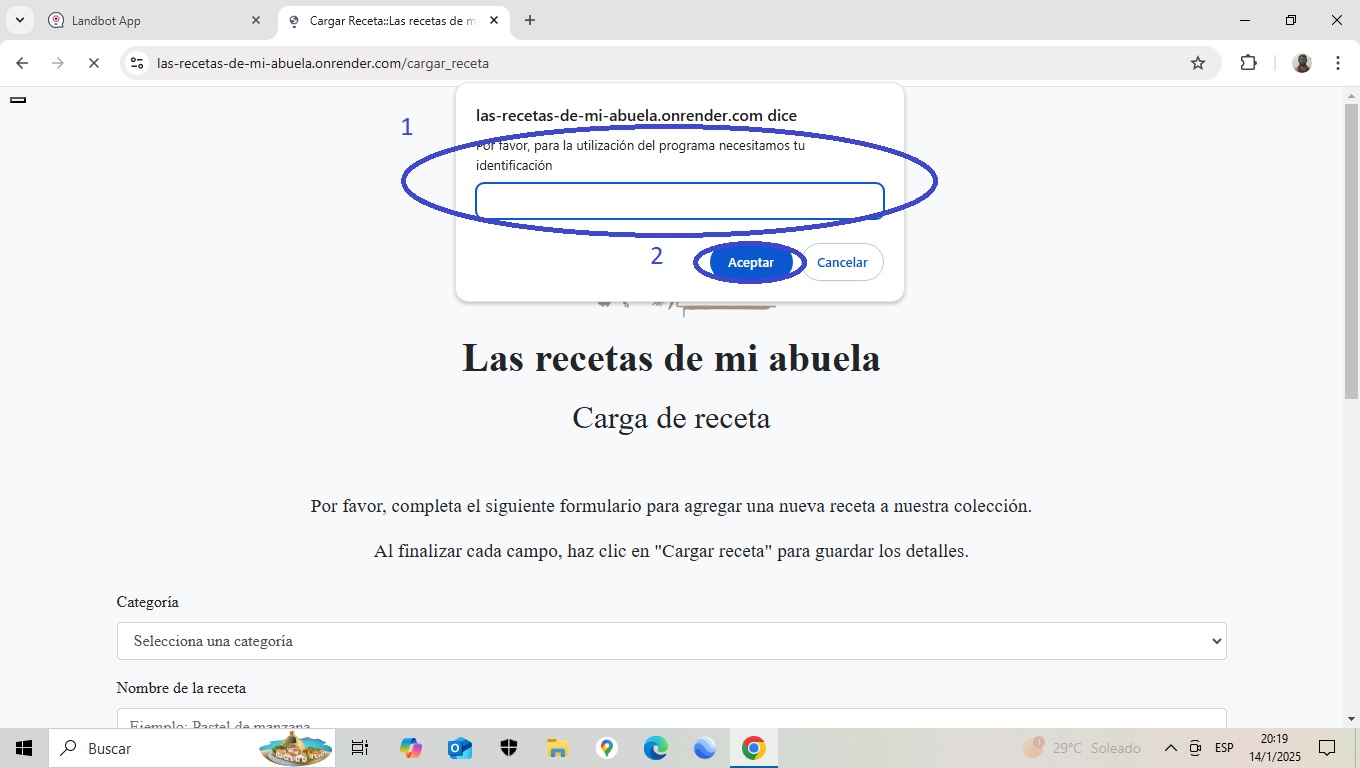 Landbot App
Cargar Receta::Las recetas de m
las-recetas-de-mi-abuela.onrender.com/cargar_receta
las-recetas-de-mi-abuela.onrender.com dice
1
Por favor, para la utilización del programa necesitamos tu
identificación
2
Aceptar
Cancelar
Las recetas de mi abuela
Carga de receta
Por favor, completa el siguiente formulario para agregar una nueva receta a nuestra colección.
Al finalizar cada campo, haz clic en "Cargar receta" para guardar los detalles.
Categoría
Selecciona una categoría
Nombre de la receta
Ejemplo: Pastel de manzana
Buscar
1
29°C Soleado
ESP
20:19
14/1/2025